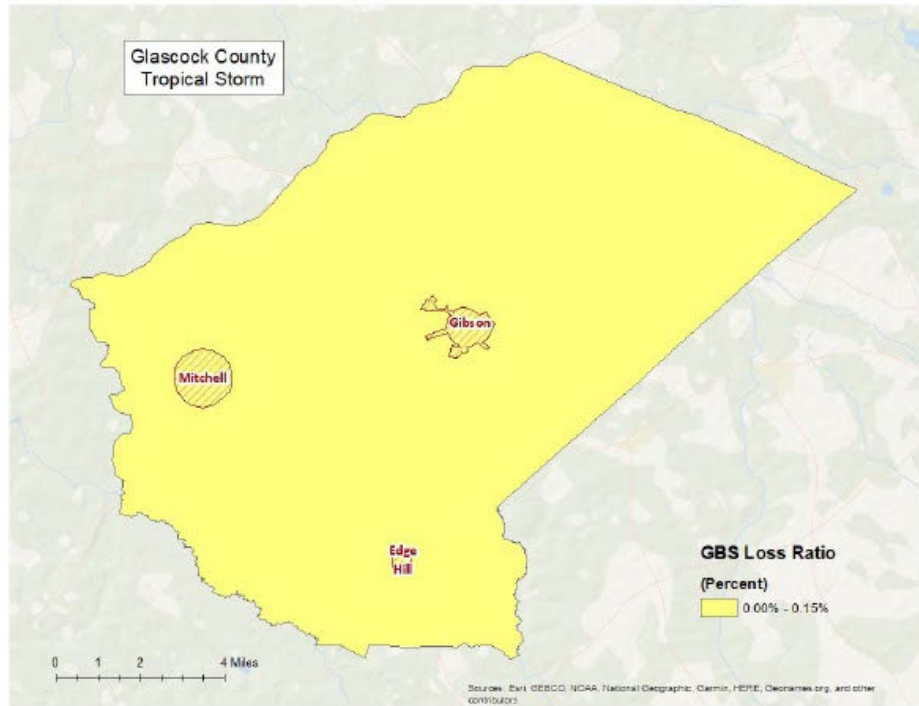 Glascock County
Tropical Storm
Gibson
Mitchell
Edge
Hill
GBS Loss Ratio
(Percent)
0.00% - 0.15%
0 1 2 4 Miles
Sources: Esri, GEBCO, NOAA, National Geographic, Garmin, HERE, Geonames.org, and other
contributors